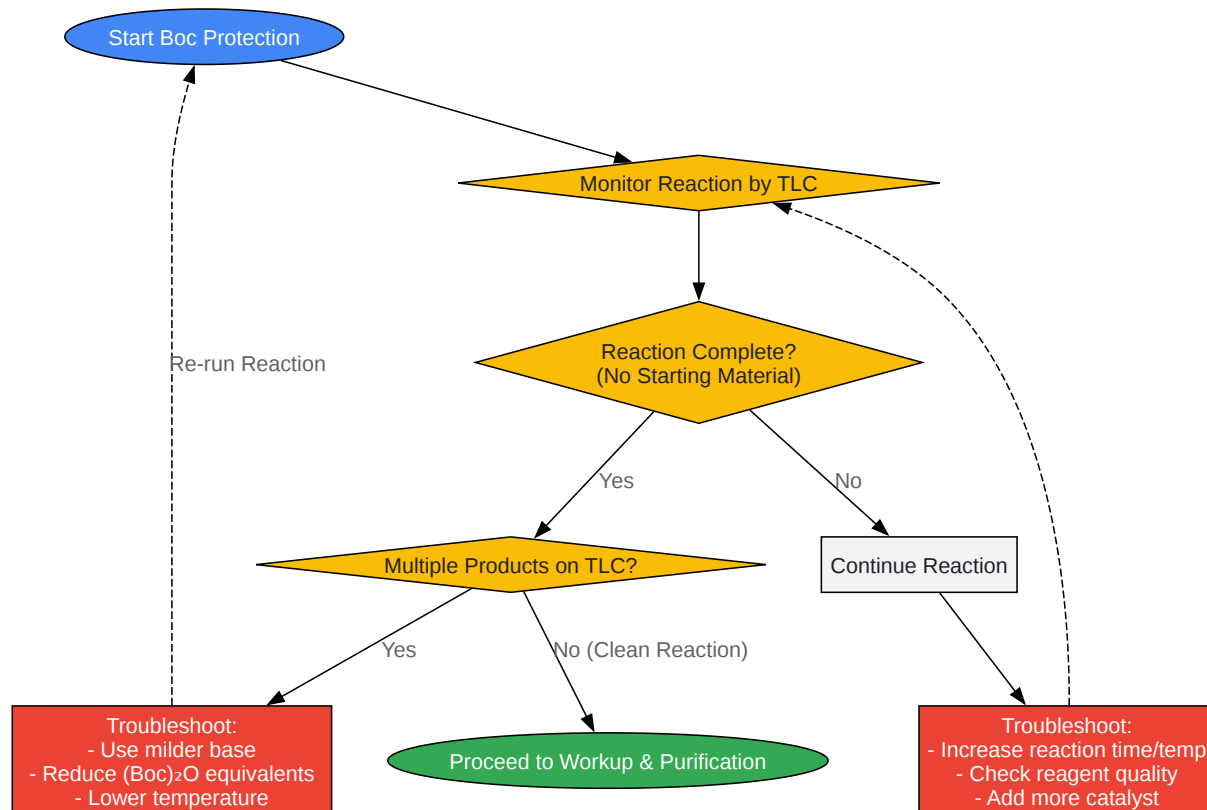 Start Boc Protection
Monitor Reaction by TLC
Re-run Reaction
Reaction Complete?
(No Starting Material)
Yes
No
Multiple Products on TLC?
Continue Reaction
Yes
No (Clean Reaction)
Troubleshoot:
- Use milder base
- Reduce (Boc)₂O equivalents
- Lower temperature
Proceed to Workup & Purification
Troubleshoot:
- Increase reaction time/temp
- Check reagent quality
- Add more catalyst